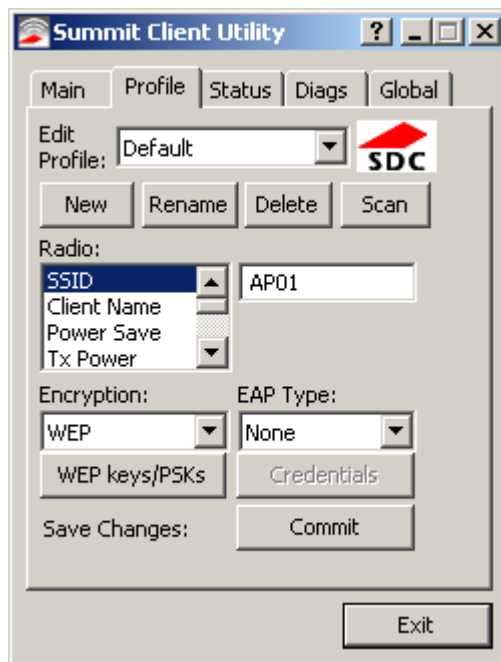 Summit Client Utility ?
Main Profile Status Diags Global
Edit
Profile: Default
SDC
New Rename Delete Scan
Radio:
SSID
Client Name
Power Save
Tx Power
AP01
Encryption: EAP Type:
WEP None
WEP keys/PSKs Credentials
Save Changes: Commit
Exit